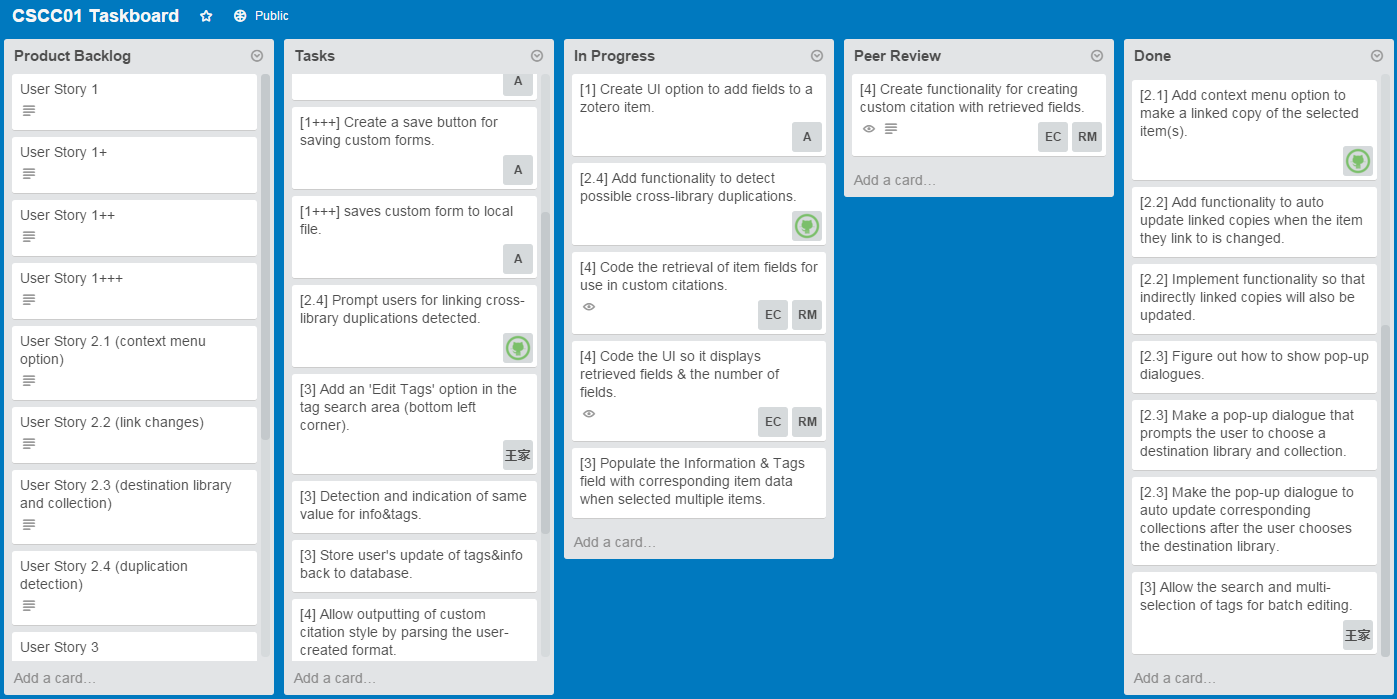 CSCC01 Taskboard
Public
Product Backlog
User Story 1
User Story 1+
User Story 1++
User Story 1+++
User Story 2.1 (context menu
option)
User Story 2.2 (link changes)
User Story 2.3 (destination library
and collection)
User Story 2.4 (duplication
detection)
User Story 3
Add a card…
Tasks
A
[1+++] Create a save button for
saving custom forms.
A
[1+++] saves custom form to local
file.
A
[2.4] Prompt users for linking cross-
library duplications detected.
[3] Add an 'Edit Tags' option in the
tag search area (bottom left
corner).
王家
[3] Detection and indication of same
value for info&tags.
[3] Store user's update of tags&info
back to database.
[4] Allow outputting of custom
citation style by parsing the user-
created format.
Add a card…
In Progress
[1] Create UI option to add fields to a
zotero item.
A
[2.4] Add functionality to detect
possible cross-library duplications.
[4] Code the retrieval of item fields for
use in custom citations.
EC RM
[4] Code the UI so it displays
retrieved fields & the number of
fields.
EC RM
[3] Populate the Information & Tags
field with corresponding item data
when selected multiple items.
Add a card…
Peer Review
[4] Create functionality for creating
custom citation with retrieved fields.
EC RM
Add a card…
Done
[2.1] Add context menu option to
make a linked copy of the selected
item(s).
[2.2] Add functionality to auto
update linked copies when the item
they link to is changed.
[2.2] Implement functionality so that
indirectly linked copies will also be
updated.
[2.3] Figure out how to show pop-up
dialogues.
[2.3] Make a pop-up dialogue that
prompts the user to choose a
destination library and collection.
[2.3] Make the pop-up dialogue to
auto update corresponding
collections after the user chooses
the destination library.
[3] Allow the search and multi-
selection of tags for batch editing.
王家
Add a card…